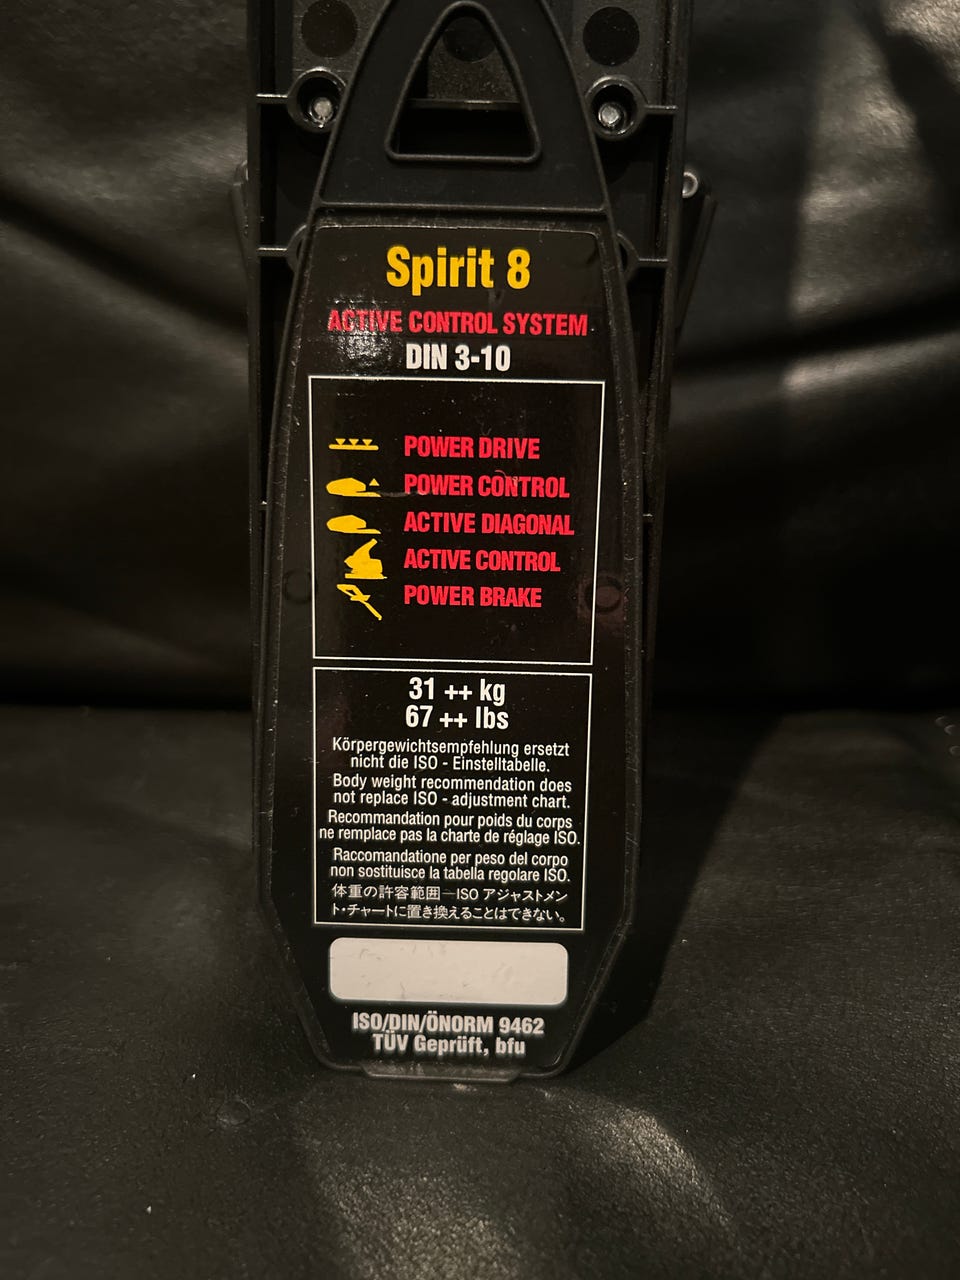 Spirit 8
ACTIVE CONTROL SYSTEM
DIN 3-10
POWER DRIVE
POWER CONTROL
ACTIVE DIAGONAL
ACTIVE CONTROL
POWER BRAKE
31 ++ kg
67 ++ lbs
Körpergewichtsempfehlung ersetzt
nicht die ISO - Einstelltabelle.
Body weight recommendation does
not replace ISO - adjustment chart.
Recommandation pour poids du corps
ne remplace pas la charte de réglage ISO.
Raccomandatione per peso del corpo
non sostituisce la tabella regolare ISO.
体重の許容範囲—ISO アジャストメン
ト・チャートに置き換えることはできない。
ISO/DIN/ÖNORM 9462
TÜV Geprüft, bfu